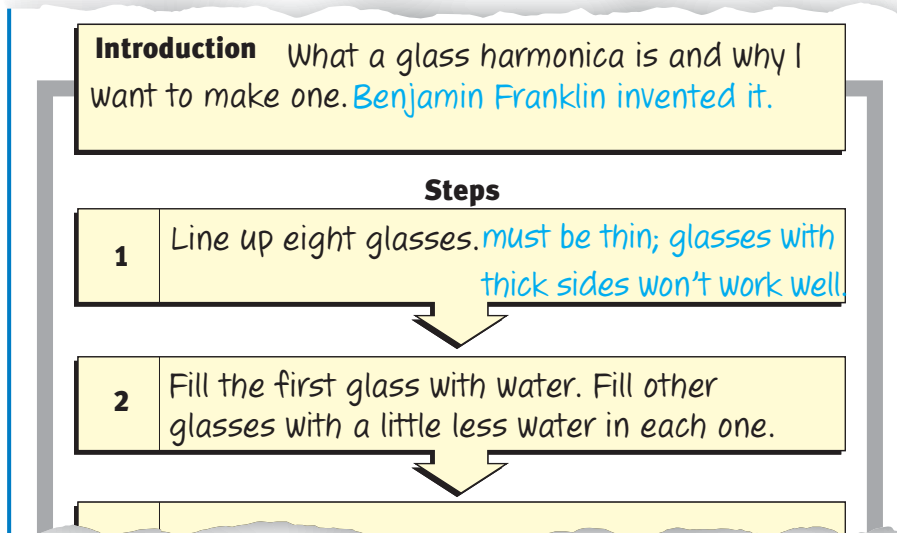 Introduction What a glass harmonica is and why I
want to make one. Benjamin Franklin invented it.
Steps
1 Line up eight glasses. must be thin; glasses with
thick sides won't work well.
2 Fill the first glass with water. Fill other
glasses with a little less water in each one.